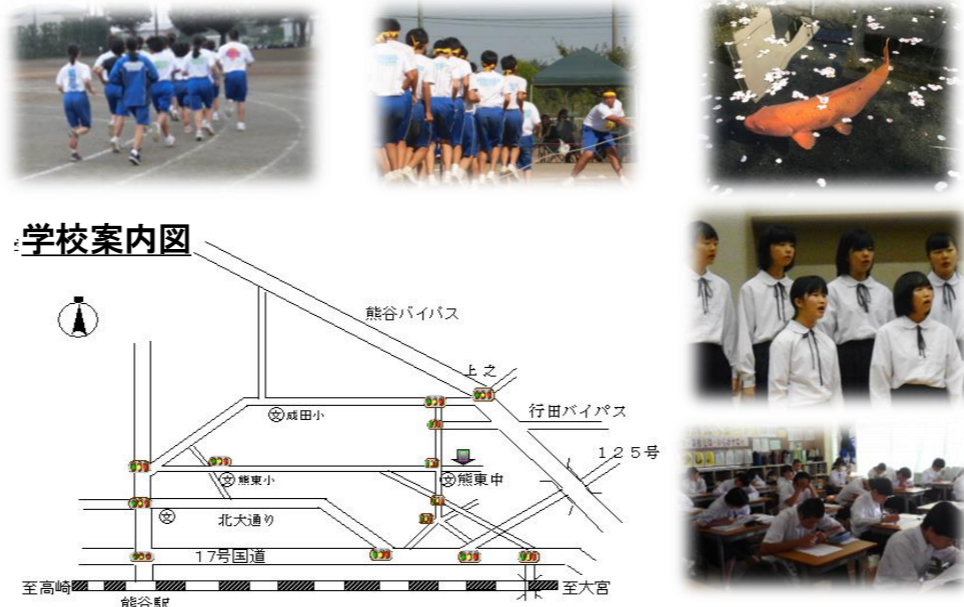 学校案内図
熊谷バイパス
上之
行田バイパス
125号
成田小
熊東小
熊東中
北大通り
17号国道
至高崎
至大宮
熊谷駅